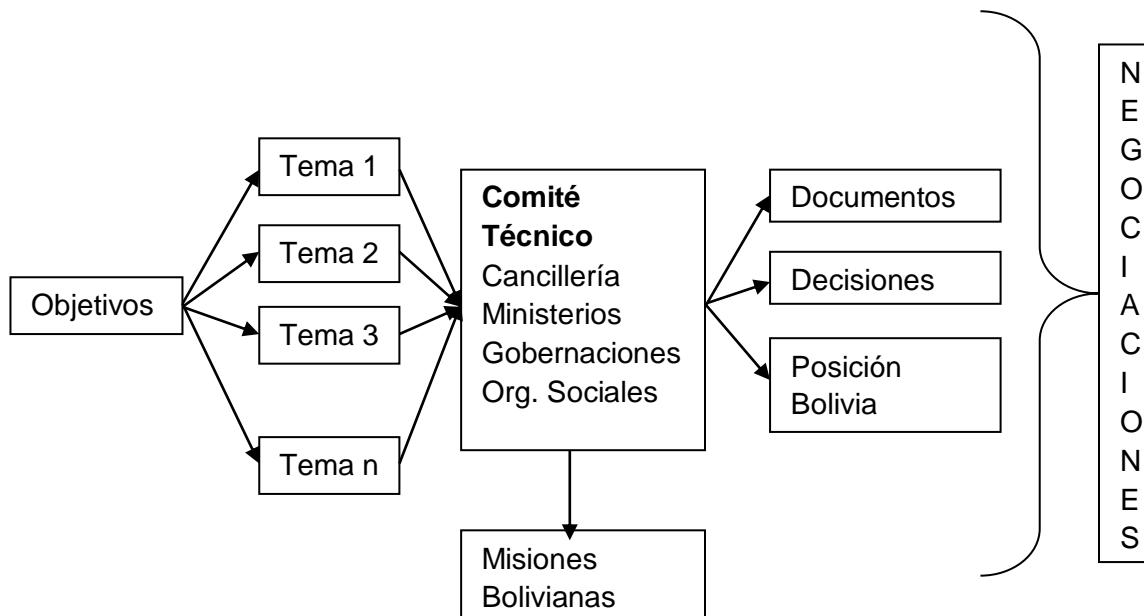 Objetivos
Tema 1
Tema 2
Tema 3
Tema n
Comité
Técnico
Cancillería
Ministerios
Gobernaciones
Org. Sociales
Misiones
Bolivianas
Documentos
Decisiones
Posición
Bolivia
N
E
G
O
C
I
A
C
I
O
N
E
S